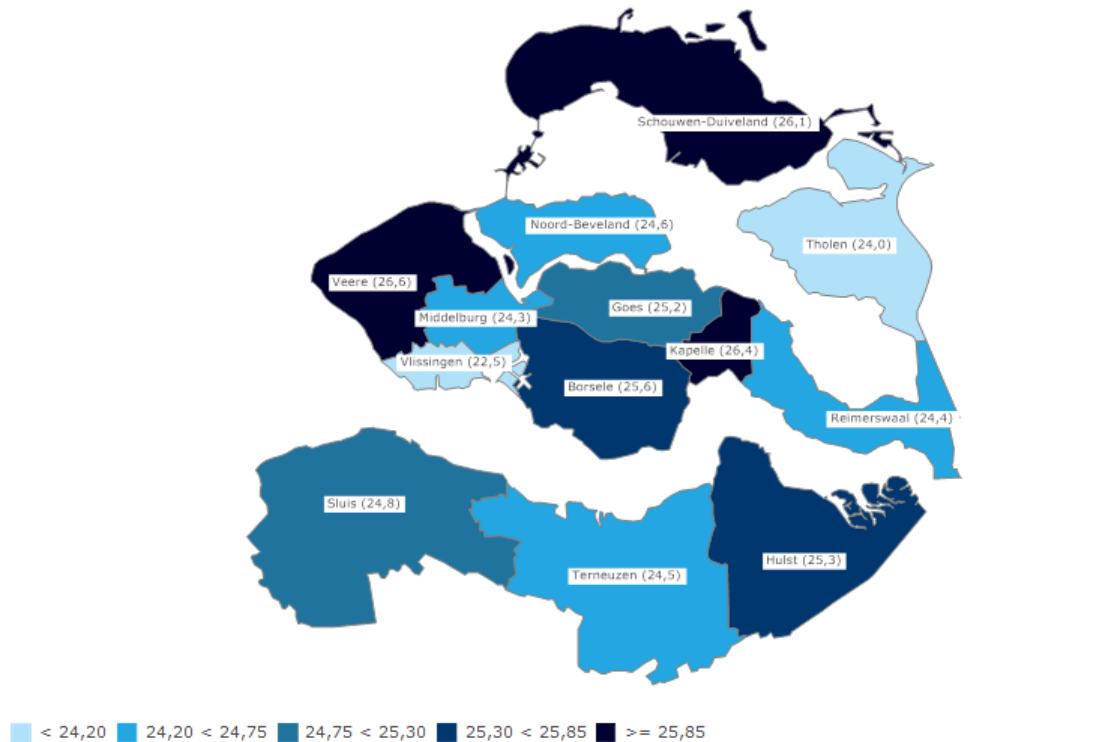 Schouwen-Duiveland (26,1)
Noord-Beveland (24,6)
Tholen (24,0)
Veere (26,6)
Goes (25,2)
Middelburg (24,3)
Kapelle (26,4)
Vlissingen (22,5)
Borsele (25,6)
Reimerswaal (24,4)
Sluis (24,8)
Hulst (25,3)
Terneuzen (24,5)
< 24,20 24,20 < 24,75 24,75 < 25,30 25,30 < 25,85 >= 25,85